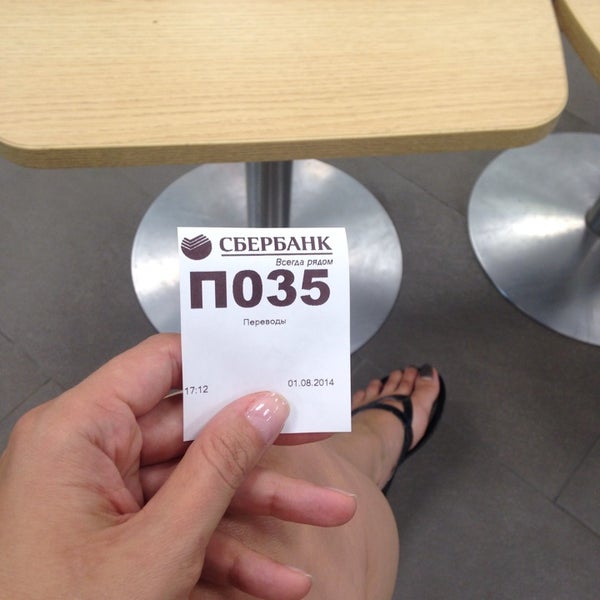 СБЕРБАНК
Всегда рядом
П035
Переводы
17:12 01.08.2014